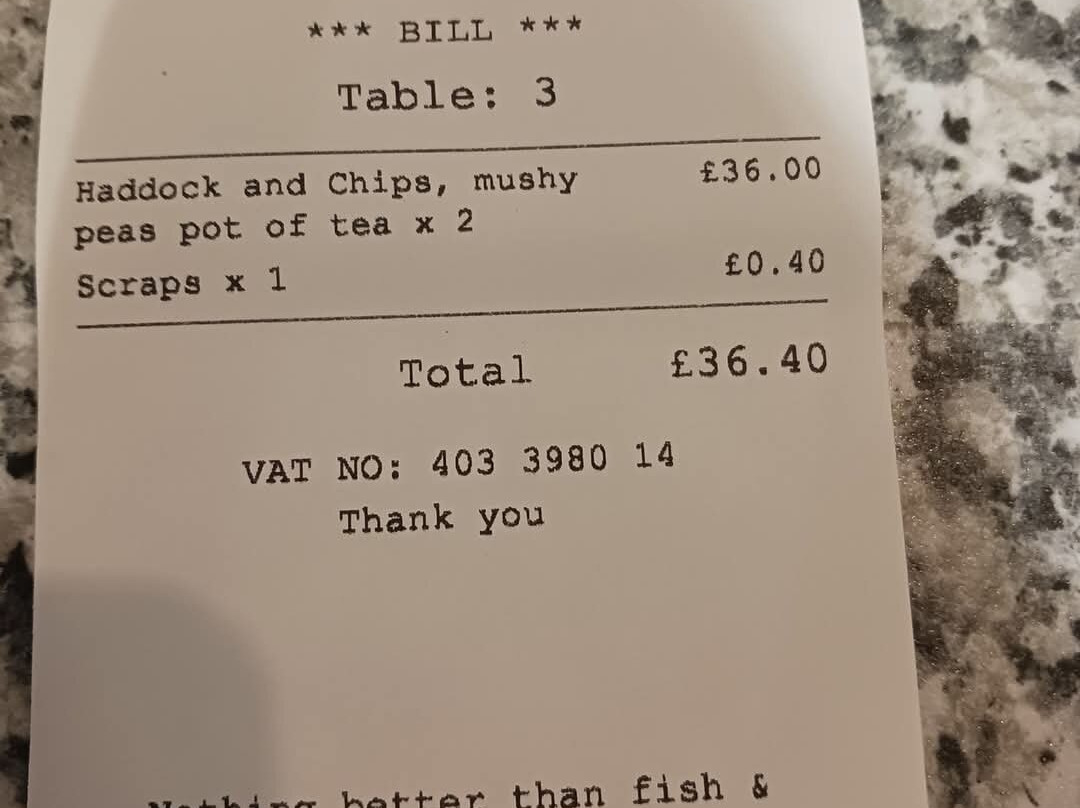 *** BILL ***
Table: 3
Haddock and Chips, mushy £36.00
peas pot of tea x 2
Scraps x 1 £0.40
Total £36.40
VAT NO: 403 3980 14
Thank you
Nothing better than fish &